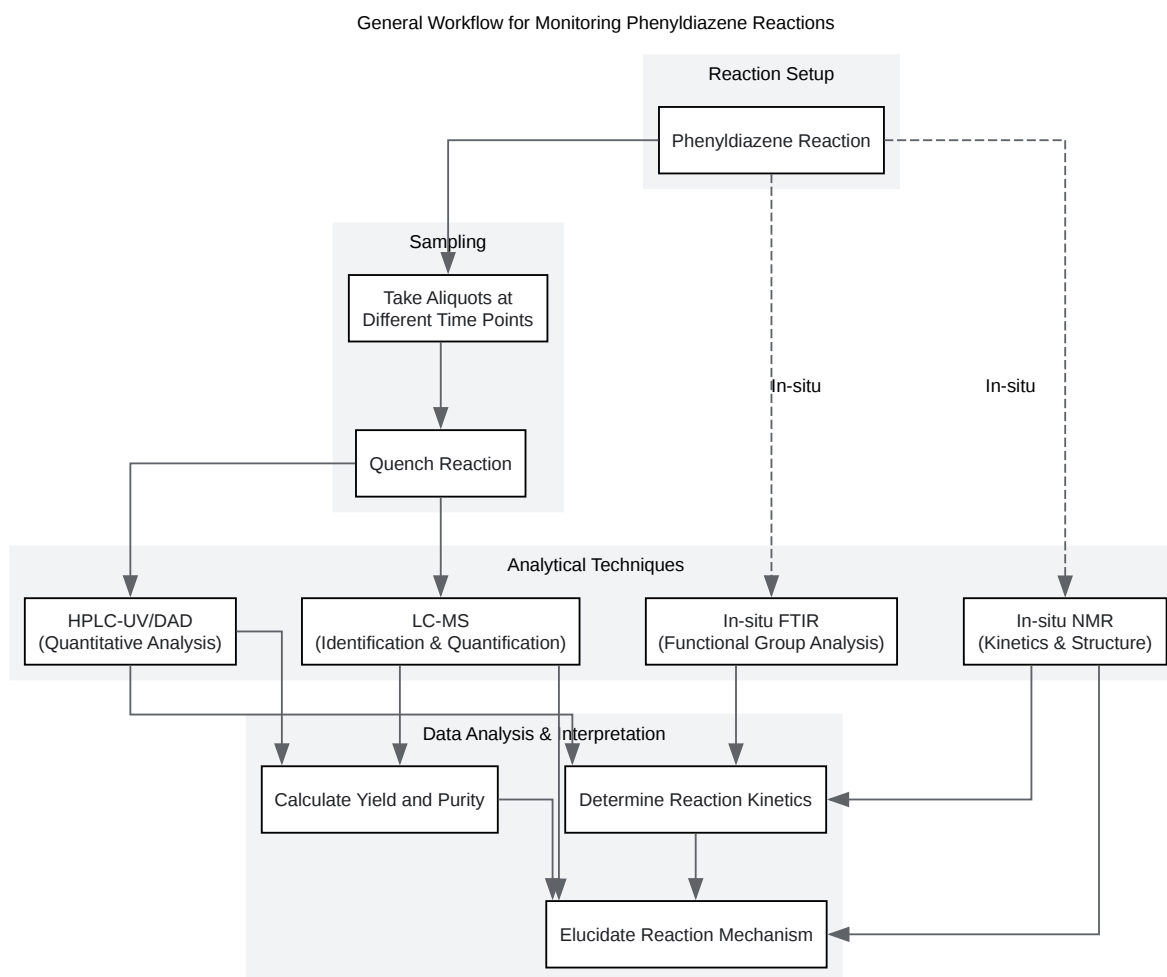 General Workflow for Monitoring Phenyldiazene Reactions
Reaction Setup
Phenyldiazene Reaction
Sampling
Take Aliquots at
Different Time Points
In-situ
In-situ
Quench Reaction
Analytical Techniques
HPLC-UV/DAD
(Quantitative Analysis)
LC-MS
(Identification & Quantification)
In-situ FTIR
(Functional Group Analysis)
In-situ NMR
(Kinetics & Structure)
Data Analysis & Interpretation
Calculate Yield and Purity
Determine Reaction Kinetics
Elucidate Reaction Mechanism